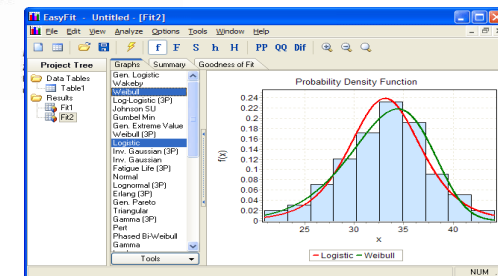 EasyFit - Untitled - [Fit2]
File Edit View Analyze Options Tools Window Help
f F S h H PP QQ Dif
Project Tree
Data Tables
Table1
Results
Fit1
Fit2
Graphs Summary Goodness of Fit
Gen. Logistic
Wakeby
Weibull
Log-Logistic (3P)
Johnson SU
Gumbel Min
Gen. Extreme Value
Weibull (3P)
Logistic
Inv. Gaussian (3P)
Inv. Gaussian
Fatigue Life (3P)
Normal
Lognormal (3P)
Erlang (3P)
Gen. Pareto
Triangular
Gamma (3P)
Pert
Phased Bi-Weibull
Gamma
Tools
Probability Density Function
f(x)
0.24
0.22
0.2
0.18
0.16
0.14
0.12
0.1
0.08
0.06
0.04
0.02
0
25 30 35 40
x
Logistic Weibull
NUM